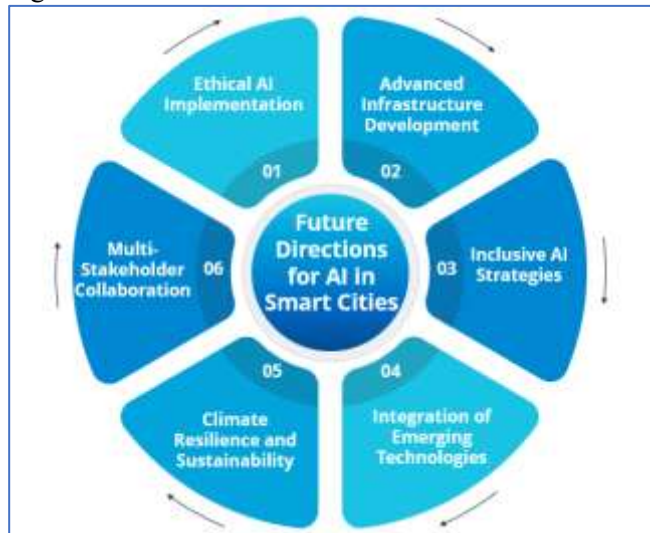 Future
Directions
for AI in
Smart Cities
Ethical AI
Implementation
01
Advanced
Infrastructure
Development
02
Inclusive AI
Strategies
03
Integration of
Emerging
Technologies
04
Climate
Resilience and
Sustainability
05
Multi-
Stakeholder
Collaboration
06